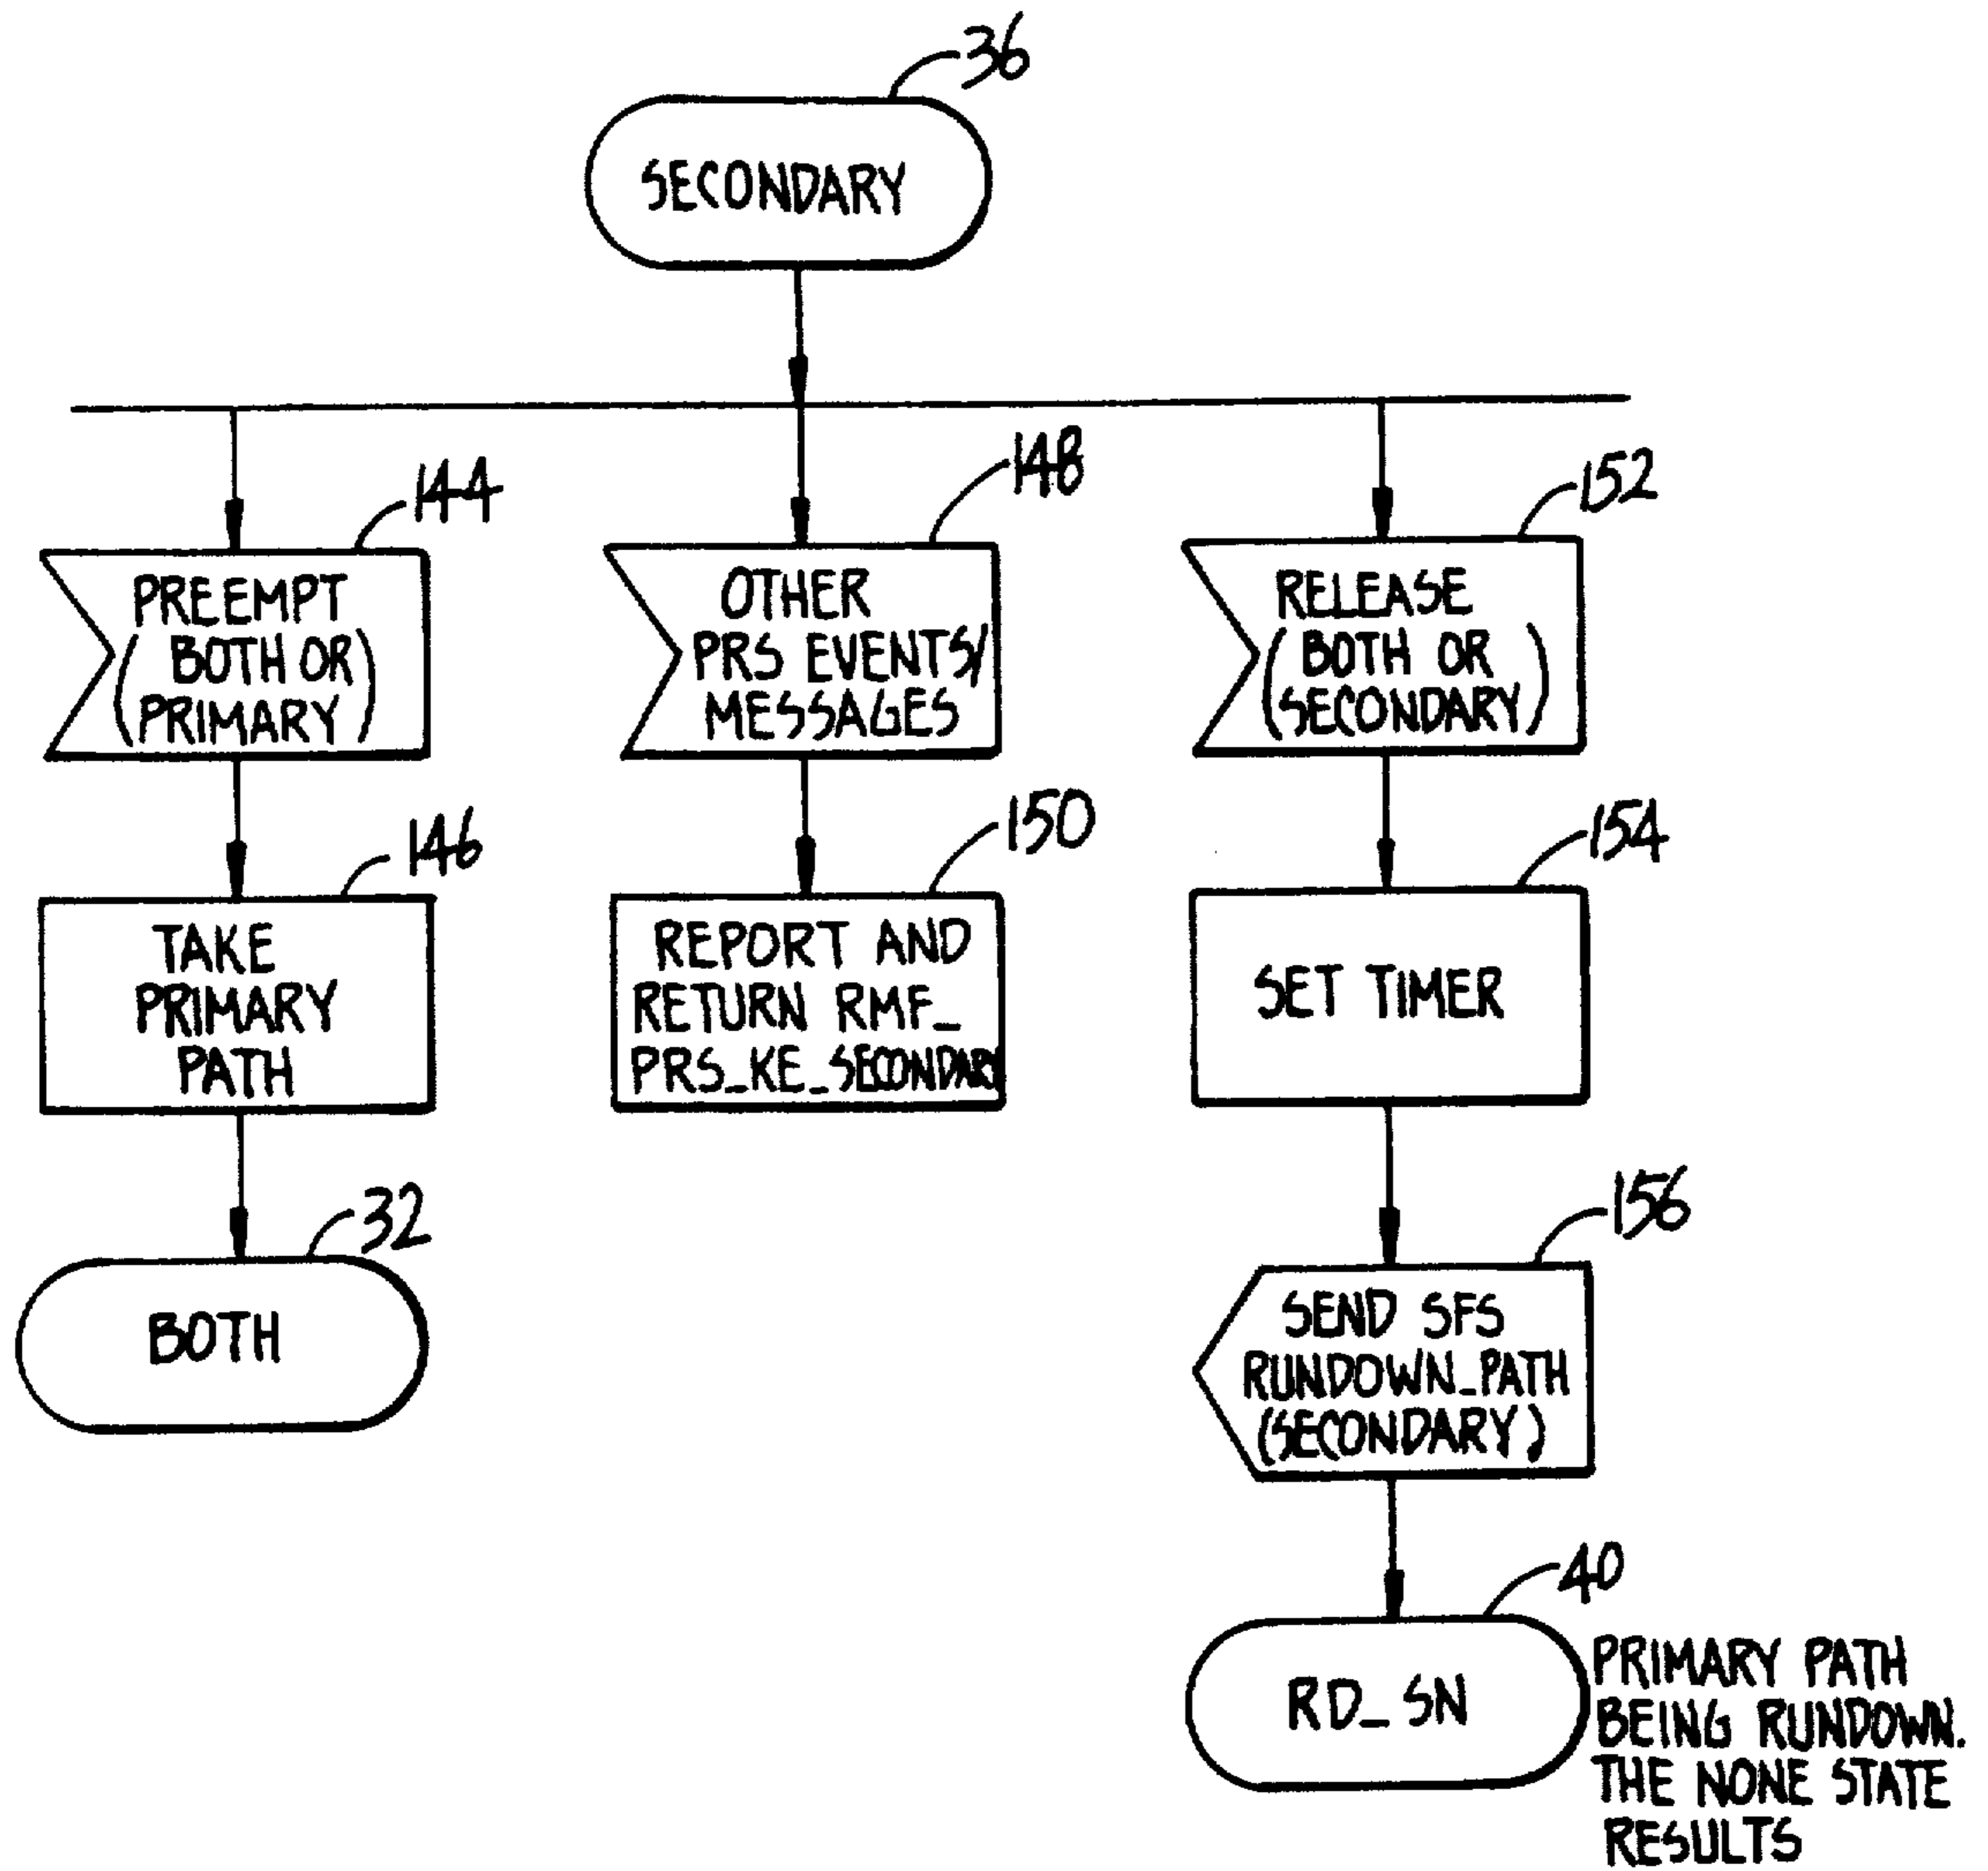 36
SECONDARY
144
PREEMPT
( BOTH OR )
( PRIMARY )
148
OTHER
PRS EVENTS/
MESSAGES
152
RELEASE
( BOTH OR )
(SECONDARY)
146
TAKE
PRIMARY
PATH
150
REPORT AND
RETURN RMF_
PRS_KE_SECONDARY
154
SET TIMER
32
BOTH
156
SEND SFS
RUNDOWN_PATH
(SECONDARY)
40
RD_SN
PRIMARY PATH
BEING RUNDOWN.
THE NONE STATE
RESULTS